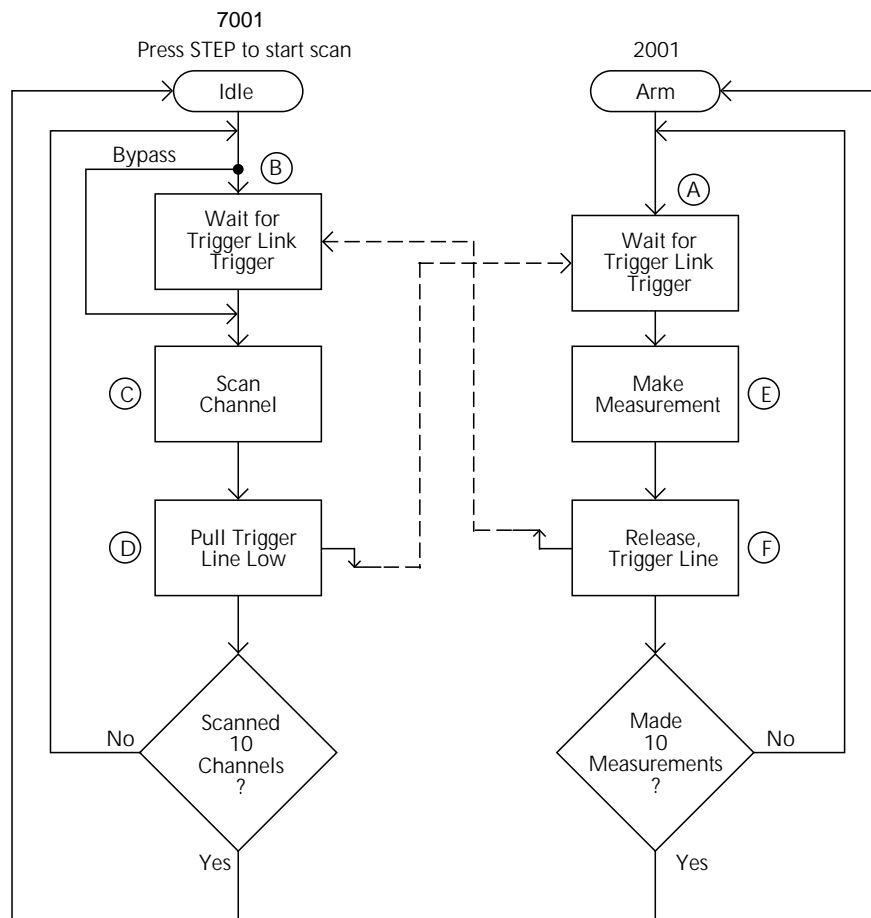 7001
Press STEP to start scan
Idle
Bypass
B
Wait for
Trigger Link
Trigger
C
Scan
Channel
D
Pull Trigger
Line Low
No
Scanned
10
Channels
?
Yes
2001
Arm
A
Wait for
Trigger Link
Trigger
Make
Measurement
E
Release,
Trigger Line
F
Made
10
Measurements
?
No
Yes